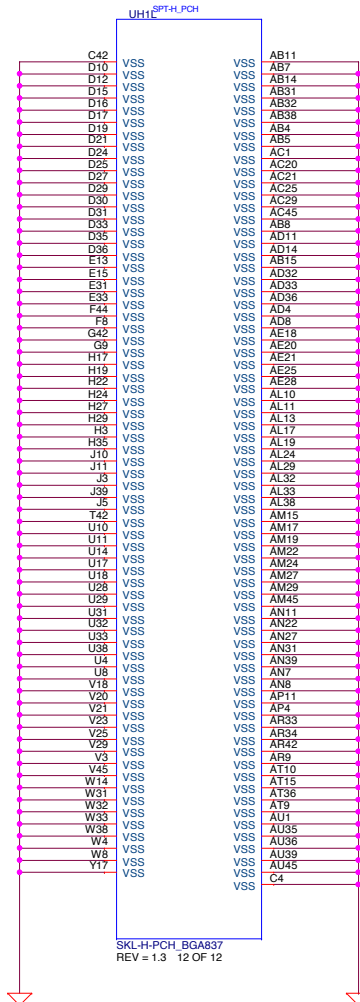 SPT-H_PCH
UH1L
C42 VSS VSS AB11
D10 VSS VSS AB7
D12 VSS VSS AB14
D15 VSS VSS AB31
D16 VSS VSS AB32
D17 VSS VSS AB38
D19 VSS VSS AB4
D21 VSS VSS AB5
D24 VSS VSS AC1
D25 VSS VSS AC20
D27 VSS VSS AC21
D29 VSS VSS AC25
D30 VSS VSS AC29
D31 VSS VSS AC45
D33 VSS VSS AB8
D35 VSS VSS AD11
D36 VSS VSS AD14
E13 VSS VSS AB15
E15 VSS VSS AD32
E31 VSS VSS AD33
E33 VSS VSS AD36
F44 VSS VSS AD4
F8 VSS VSS AD8
G42 VSS VSS AE18
G9 VSS VSS AE20
H17 VSS VSS AE21
H19 VSS VSS AE25
H22 VSS VSS AE28
H24 VSS VSS AL10
H27 VSS VSS AL11
H29 VSS VSS AL13
H3 VSS VSS AL17
H35 VSS VSS AL19
J10 VSS VSS AL24
J11 VSS VSS AL29
J3 VSS VSS AL32
J39 VSS VSS AL33
J5 VSS VSS AL38
T42 VSS VSS AM15
U10 VSS VSS AM17
U11 VSS VSS AM19
U14 VSS VSS AM22
U17 VSS VSS AM24
U18 VSS VSS AM27
U28 VSS VSS AM29
U29 VSS VSS AM45
U31 VSS VSS AN11
U32 VSS VSS AN22
U33 VSS VSS AN27
U38 VSS VSS AN31
U4 VSS VSS AN39
U8 VSS VSS AN7
V18 VSS VSS AN8
V20 VSS VSS AP11
V21 VSS VSS AP4
V23 VSS VSS AR33
V25 VSS VSS AR34
V29 VSS VSS AR42
V3 VSS VSS AR9
V45 VSS VSS AT10
W14 VSS VSS AT15
W31 VSS VSS AT36
W32 VSS VSS AT9
W33 VSS VSS AU1
W38 VSS VSS AU35
W4 VSS VSS AU36
W8 VSS VSS AU39
Y17 VSS VSS AU45
VSS C4
SKL-H-PCH_BGA837
REV = 1.3 12 OF 12